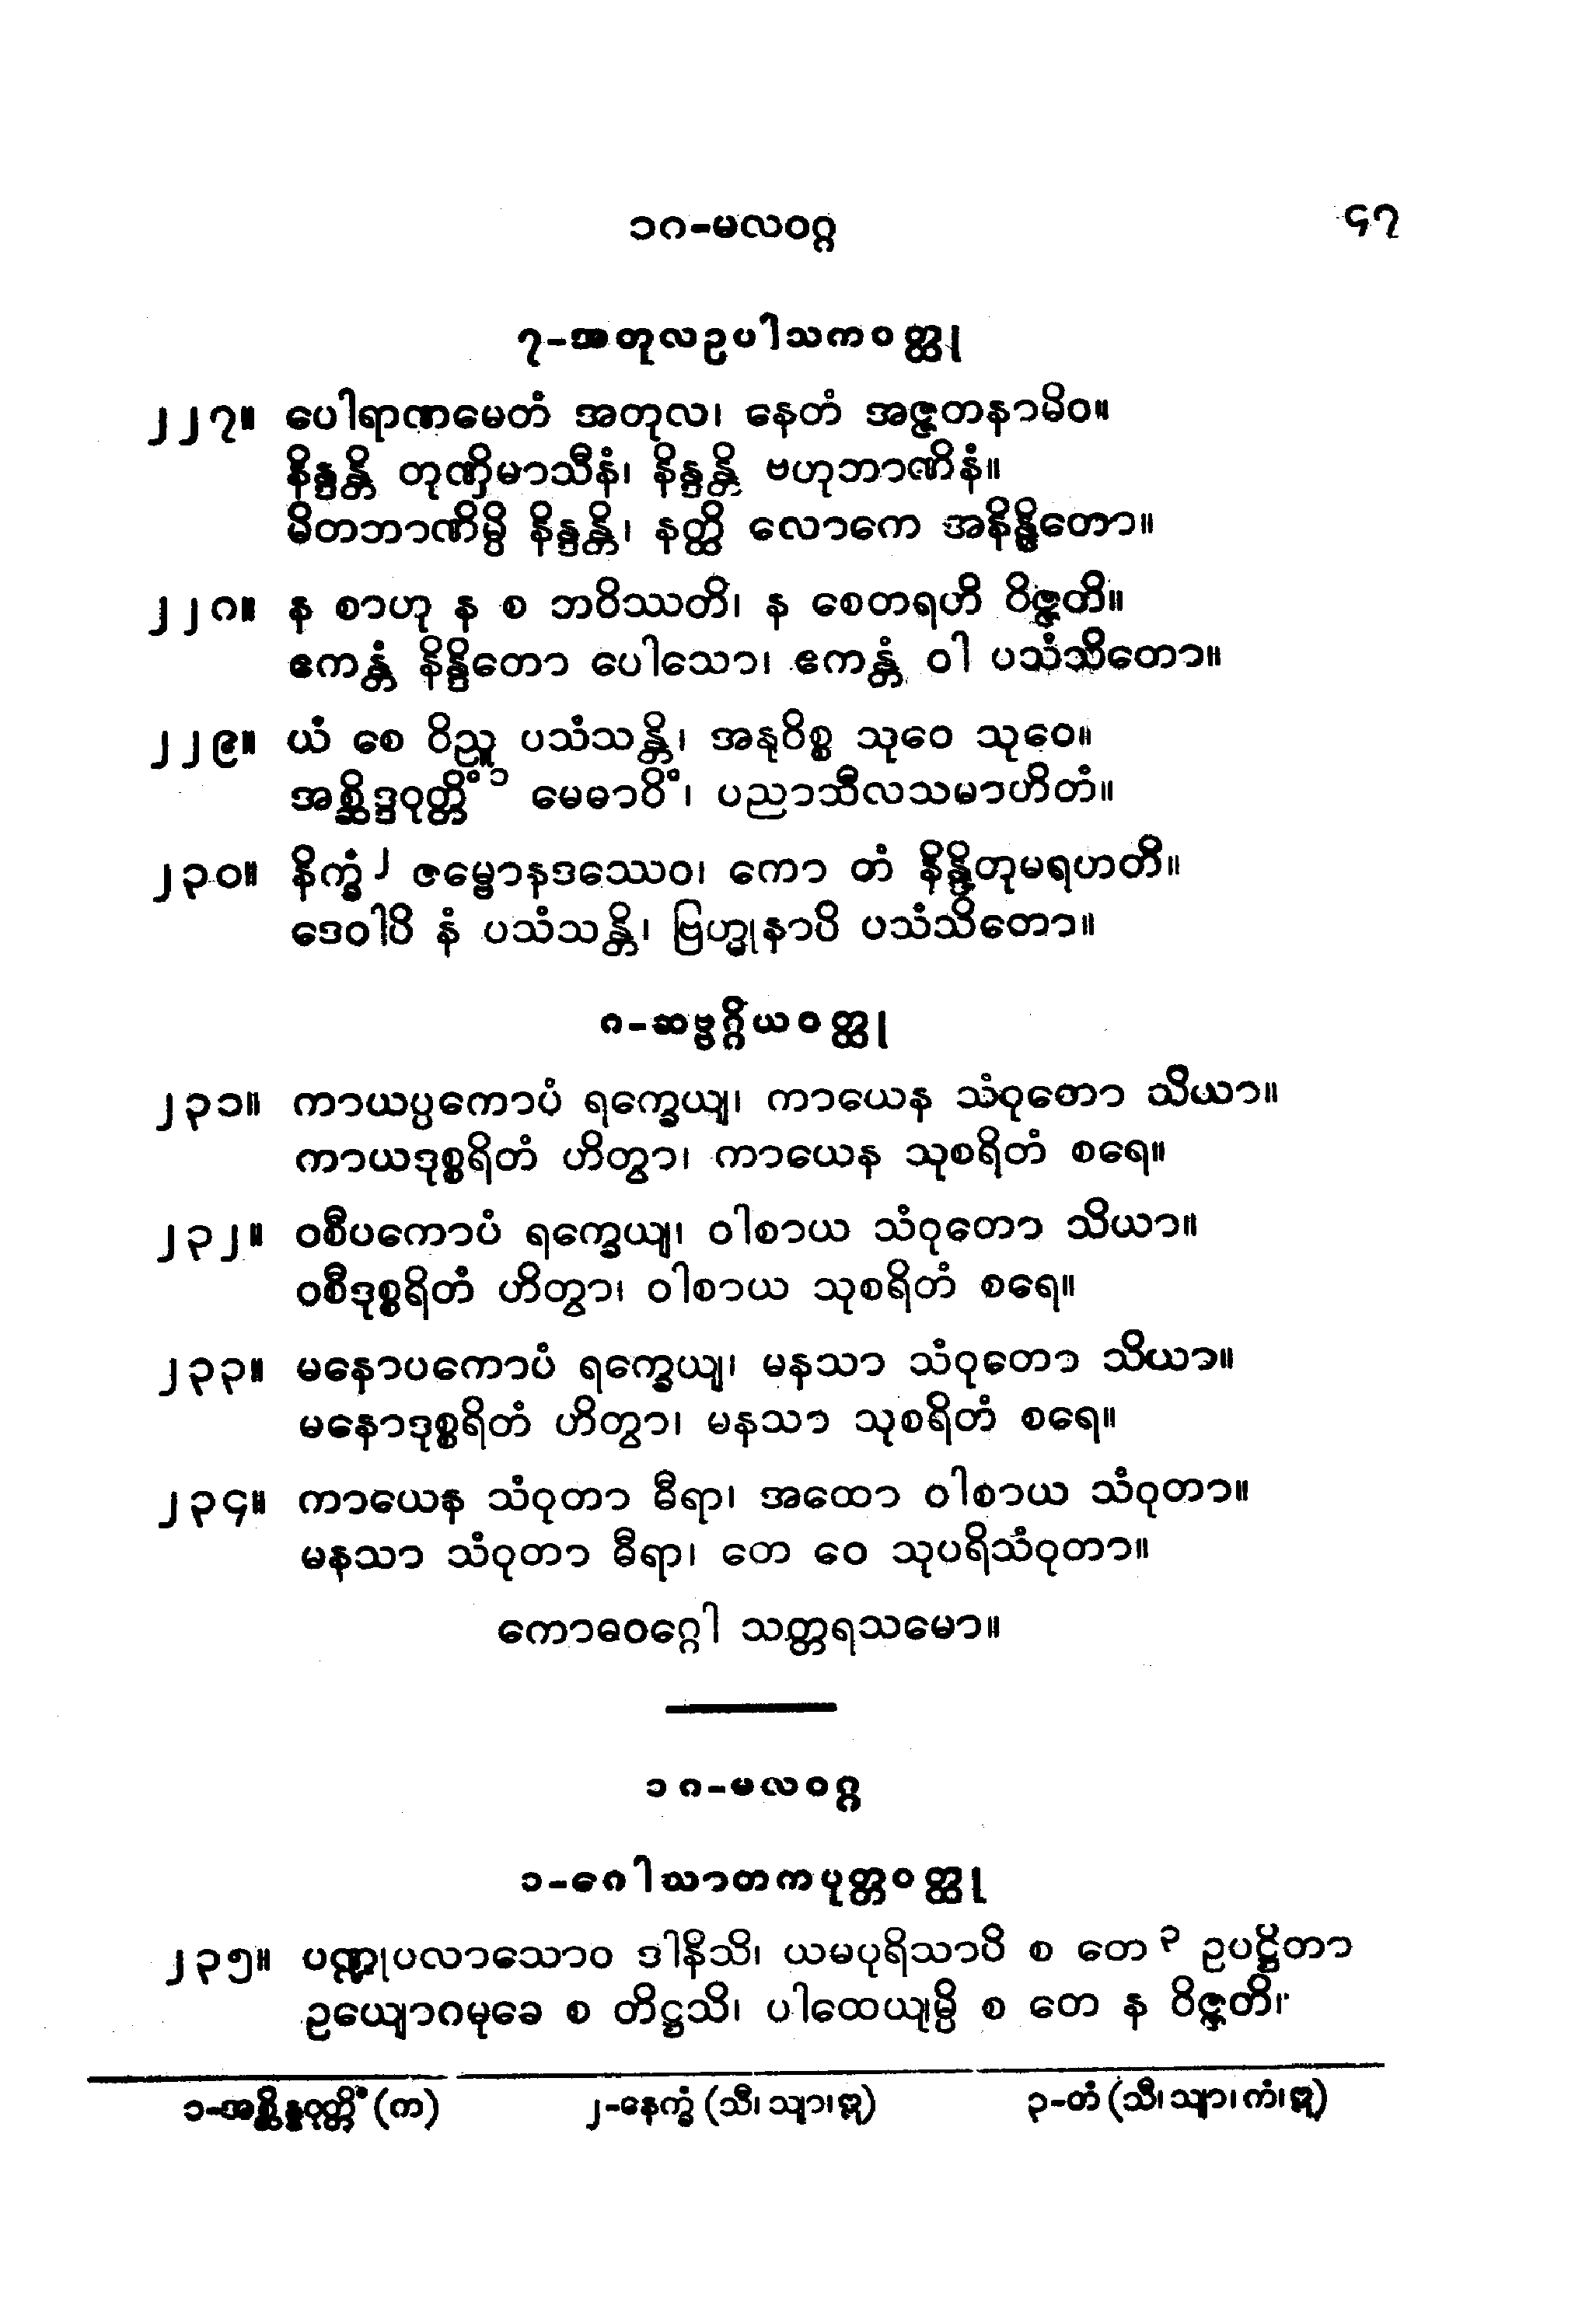 ၁၈-မလဝဂ္ဂ ၄၇
၇-အတုလဥပါသကဝတ္ထု
၂၂၇။ ပေါရာဏမေတံ အတုလ၊ နေတံ အဇ္ဇတနာမိဝ။
နိန္ဒန္တိ တုဏှိမာသီနံ၊ နိန္ဒန္တိ ဗဟုဘာဏိနံ။
မိတဘာဏိမ္ပိ နိန္ဒန္တိ၊ နတ္ထိ လောကေ အနိန္ဒိတော။
၂၂၈။ န စာဟု န စ ဘဝိဿတိ၊ န စေတရဟိ ဝိဇ္ဇတိ။
ဧကန္တံ နိန္ဒိတော ပေါသော၊ ဧကန္တံ ဝါ ပသံသိတော။
၂၂၉။ ယံ စေ ဝိညူ ပသံသန္တိ၊ အနုဝိစ္စ သုဝေ သုဝေ။
အစ္ဆိဒ္ဒဝုတ္တိံ ၁ မေဓာဝိံ၊ ပညာသီလသမာဟိတံ။
၂၃၀။ နိက္ခံ ၂ ဇမ္ဗောနဒဿေဝ၊ ကော တံ နိန္ဒိတုမရဟတိ။
ဒေဝါပိ နံ ပသံသန္တိ၊ ဗြဟ္မုနာပိ ပသံသိတော။
၈-ဆဗ္ဗဂ္ဂိယဝတ္ထု
၂၃၁။ ကာယပ္ပကောပံ ရက္ခေယျ၊ ကာယေန သံဝုတော သိယာ။
ကာယဒုစ္စရိတံ ဟိတွာ၊ ကာယေန သုစရိတံ စရေ။
၂၃၂။ ဝစီပကောပံ ရက္ခေယျ၊ ဝါစာယ သံဝုတော သိယာ။
ဝစီဒုစ္စရိတံ ဟိတွာ၊ ဝါစာယ သုစရိတံ စရေ။
၂၃၃။ မနောပကောပံ ရက္ခေယျ၊ မနသာ သံဝုတော သိယာ။
မနောဒုစ္စရိတံ ဟိတွာ၊ မနသာ သုစရိတံ စရေ။
၂၃၄။ ကာယေန သံဝုတာ ဓီရာ၊ အထော ဝါစာယ သံဝုတာ။
မနသာ သံဝုတာ ဓီရာ၊ တေ ဝေ သုပရိသံဝုတာ။
ကောဓဝဂ္ဂေါ သတ္တရသမော။
၁၈-မလဝဂ္ဂ
၁-ဂေါဃာတကပုတ္တဝတ္ထု
၂၃၅။ ပဏ္ဍုပလာသောဝ ဒါနိသိ၊ ယမပုရိသာပိ စ တေ ၃ ဥပဋ္ဌိတာ
ဥယျောဂမုခေ စ တိဋ္ဌသိ၊ ပါထေယျမ္ပိ စ တေ န ဝိဇ္ဇတိ၊
၁-အစ္ဆိန္ဒဝုတ္တိံ (က) ၂-နေက္ခံ (သီ၊ သျာ၊ ဋ္ဌ) ၃-တံ (သီ၊ သျာ၊ ကံ၊ ဋ္ဌ)